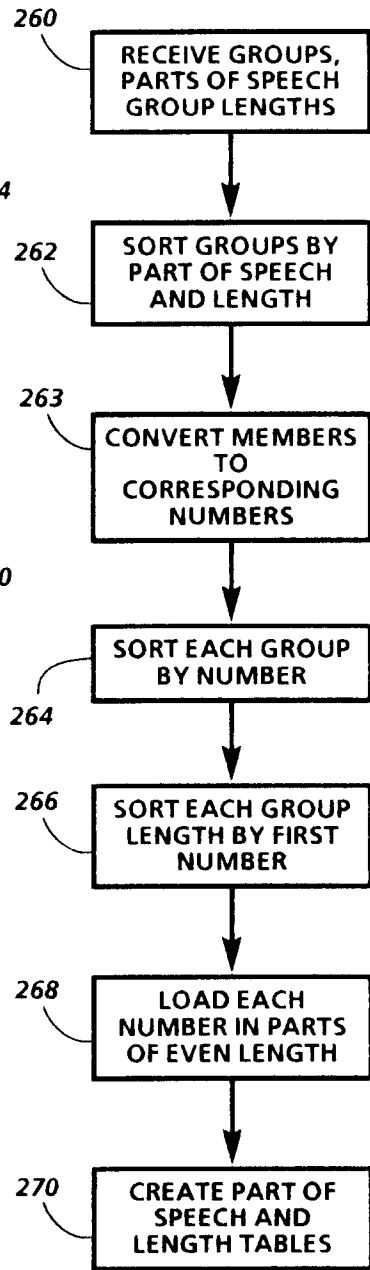 260
RECEIVE GROUPS,
PARTS OF SPEECH
GROUP LENGTHS
4
262
SORT GROUPS BY
PART OF SPEECH
AND LENGTH
263
CONVERT MEMBERS
TO
CORRESPONDING
NUMBERS
0
SORT EACH GROUP
BY NUMBER
264
266
SORT EACH GROUP
LENGTH BY FIRST
NUMBER
268
LOAD EACH
NUMBER IN PARTS
OF EVEN LENGTH
270
CREATE PART OF
SPEECH AND
LENGTH TABLES